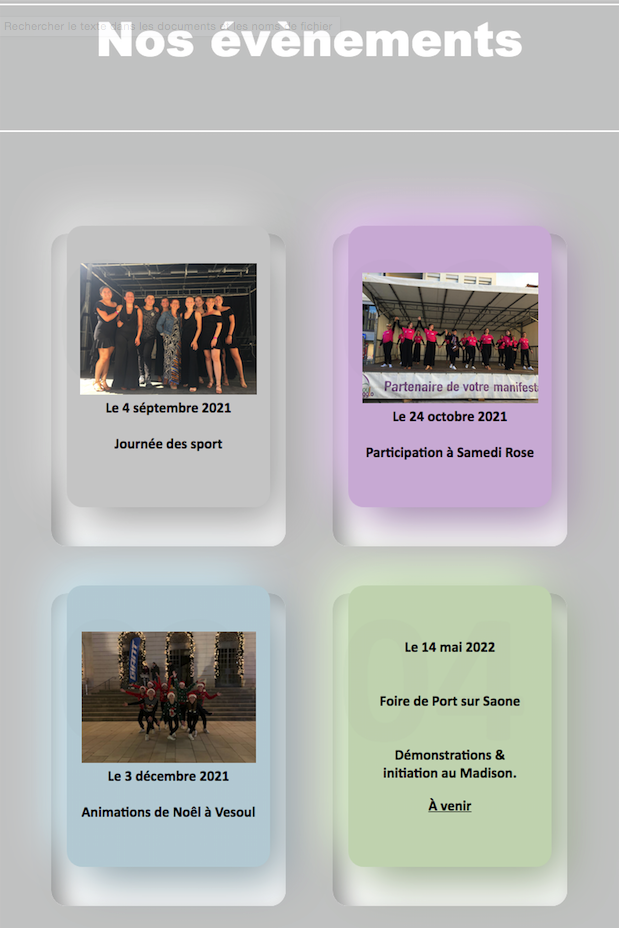 Rechercher le texte dans les documents et les noms de fichier
Nos évènements
Le 4 séptembre 2021
Journée des sport
Partenaire de votre manifest
Le 24 octobre 2021
Participation à Samedi Rose
Le 3 décembre 2021
Animations de Noêl à Vesoul
04
Le 14 mai 2022
Foire de Port sur Saone
Démonstrations &
initiation au Madison.
À venir